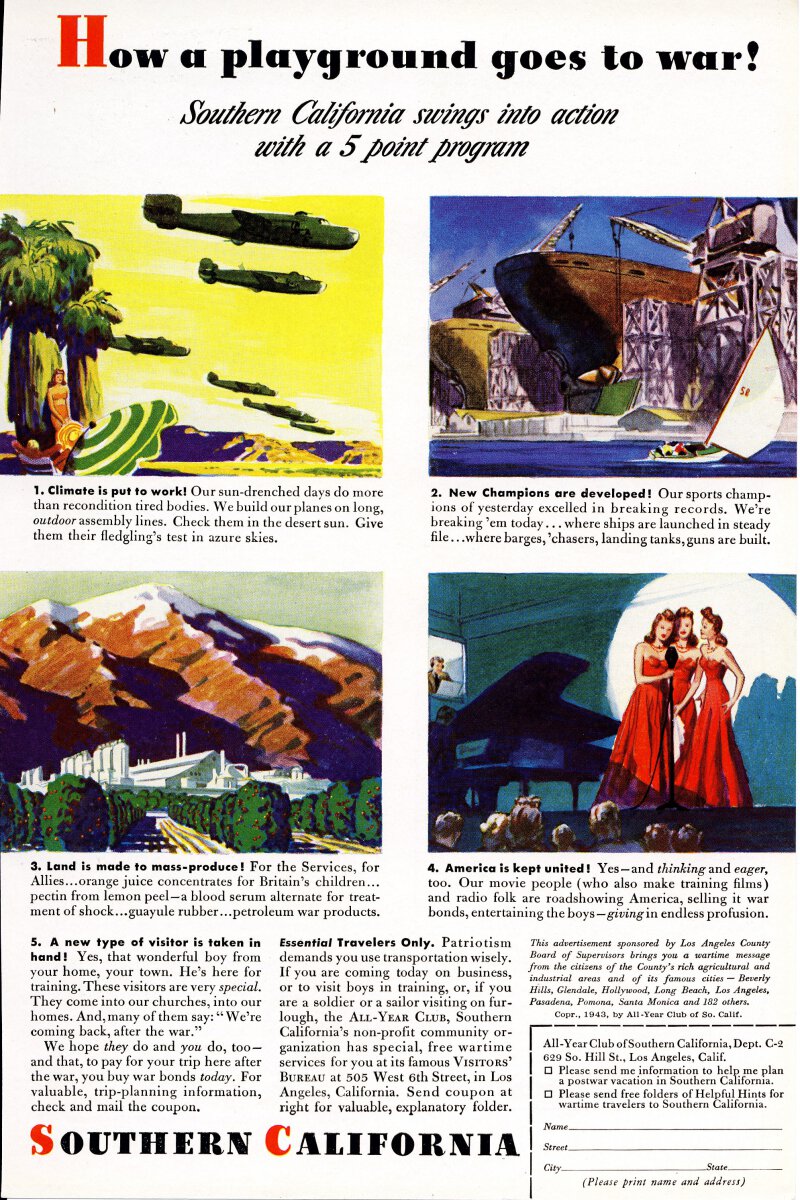 How a playground goes to war!
Southern California swings into action
with a 5 point program
S8
1. Climate is put to work! Our sun-drenched days do more
than recondition tired bodies. We build our planes on long,
outdoor assembly lines. Check them in the desert sun. Give
them their fledgling's test in azure skies.
2. New Champions are developed! Our sports champ-
ions of yesterday excelled in breaking records. We're
breaking 'em today... where ships are launched in steady
file...where barges, 'chasers, landing tanks, guns are built.
3. Land is made to mass-produce! For the Services, for
Allies...orange juice concentrates for Britain's children...
pectin from lemon peel—a blood serum alternate for treat-
ment of shock...guayule rubber...petroleum war products.
4. America is kept united! Yes—and thinking and eager,
too. Our movie people (who also make training films)
and radio folk are roadshowing America, selling it war
bonds, entertaining the boys—giving in endless profusion.
5. A new type of visitor is taken in
hand! Yes, that wonderful boy from
your home, your town. He's here for
training. These visitors are very special.
They come into our churches, into our
homes. And, many of them say: "We're
coming back, after the war."
We hope they do and you do, too—
and that, to pay for your trip here after
the war, you buy war bonds today. For
valuable, trip-planning information,
check and mail the coupon.
Essential Travelers Only. Patriotism
demands you use transportation wisely.
If you are coming today on business,
or to visit boys in training, or, if you
are a soldier or a sailor visiting on fur-
lough, the All-Year Club, Southern
California's non-profit community or-
ganization has special, free wartime
services for you at its famous Visitors'
Bureau at 505 West 6th Street, in Los
Angeles, California. Send coupon at
right for valuable, explanatory folder.
This advertisement sponsored by Los Angeles County
Board of Supervisors brings you a wartime message
from the citizens of the County's rich agricultural and
industrial areas and of its famous cities — Beverly
Hills, Glendale, Hollywood, Long Beach, Los Angeles,
Pasadena, Pomona, Santa Monica and 182 others.
Copr., 1943, by All-Year Club of So. Calif.
All-Year Club of Southern California, Dept. C-2
629 So. Hill St., Los Angeles, Calif.
☐ Please send me information to help me plan
a postwar vacation in Southern California.
☐ Please send free folders of Helpful Hints for
wartime travelers to Southern California.
Name
Street
City State
(Please print name and address)
Southern California